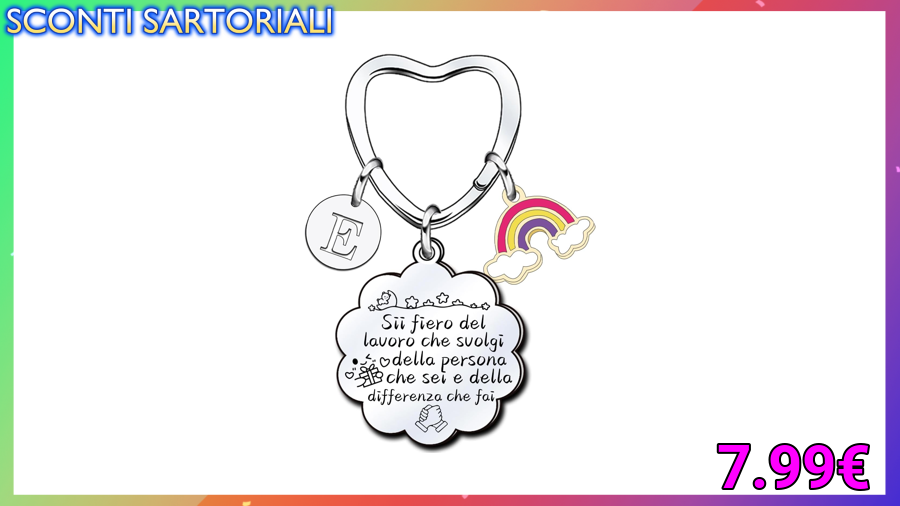 SCONTI SARTORIALI
E
Sii fiero del
lavoro che svolgi
della persona
che sei e della
differenza che fai
7.99€